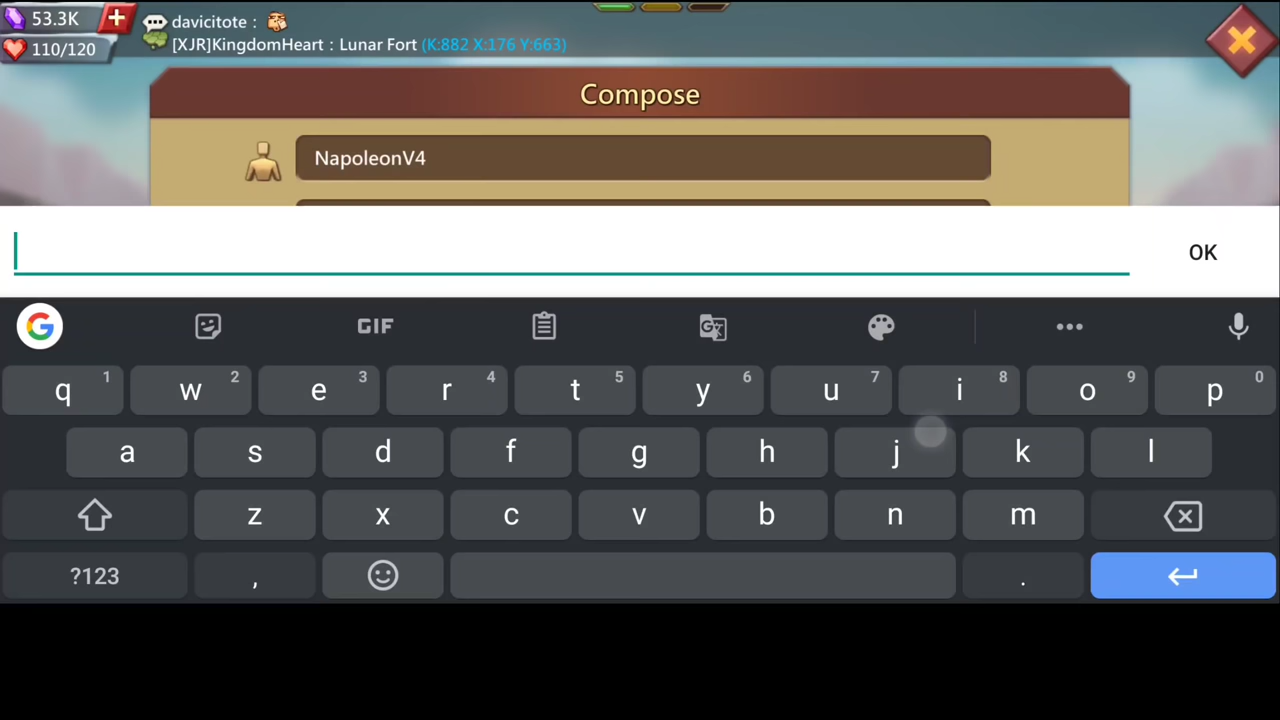 53.3K
davicitote :
110/120
[XJR]KingdomHeart : Lunar Fort (K:882 X:176 Y:663)
Compose
NapoleonV4
OK
G GIF G
q 1 w 2 e 3 r 4 t 5 y 6 u 7 i 8 o 9 p 0
a s d f g h j k l
z x c v b n m
?123 , .